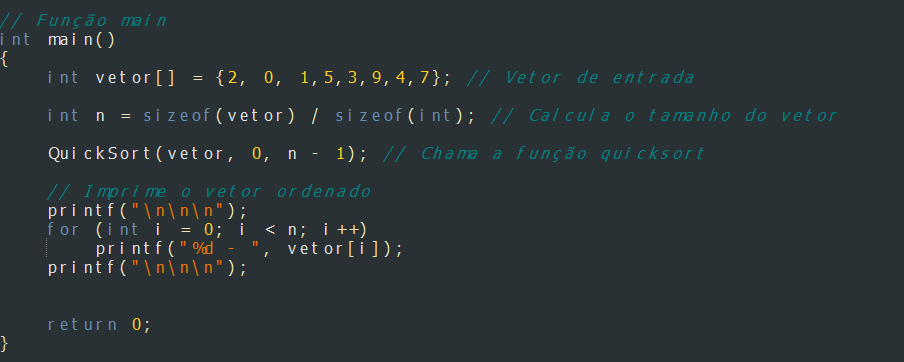 // Função main
int main()
{
    int vetor[] = {2, 0, 1,5,3,9,4,7}; // Vetor de entrada
    int n = sizeof(vetor) / sizeof(int); // Calcula o tamanho do vetor
    QuickSort(vetor, 0, n - 1); // Chama a função quicksort
    // Imprime o vetor ordenado
    printf("\n\n\n");
    for (int i = 0; i < n; i++)
        printf("%d - ", vetor[i]);
    printf("\n\n\n");
    return 0;
}